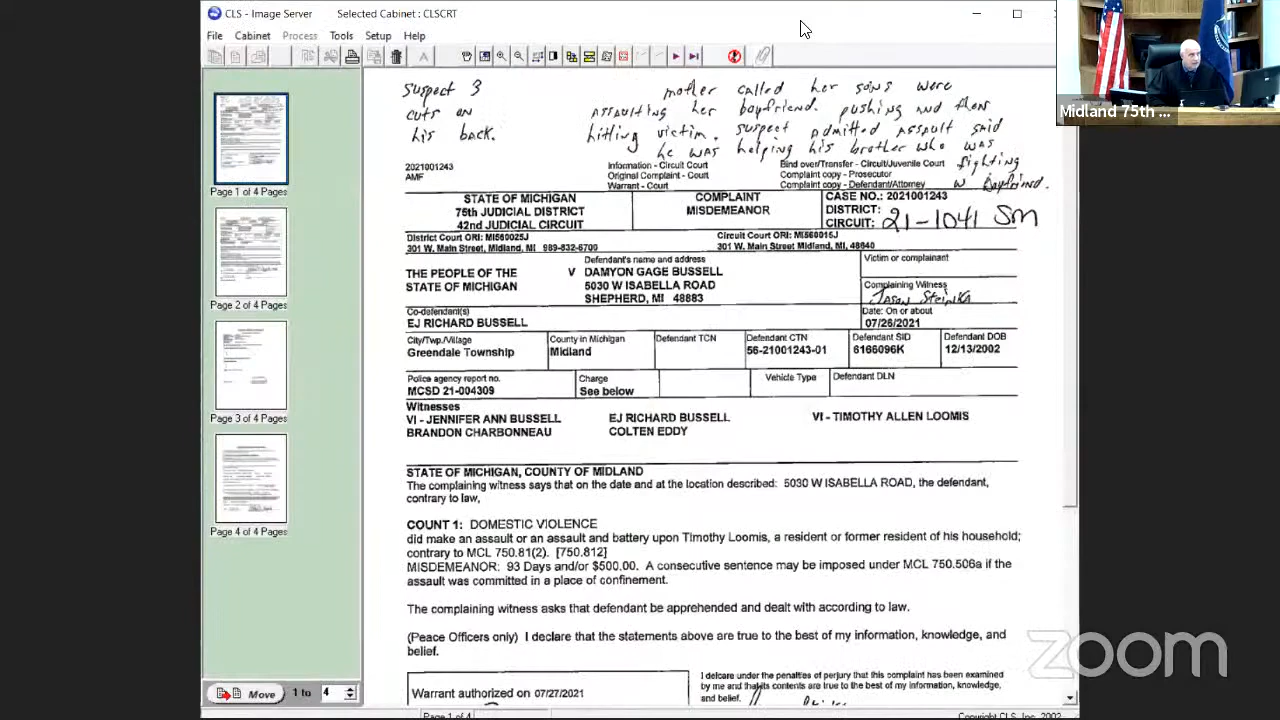 CLS - Image Server Selected Cabinet : CLSCRT
File Cabinet Process Tools Setup Help
Midland 75th ...
Page 1 of 4 Pages
Page 2 of 4 Pages
Page 3 of 4 Pages
Page 4 of 4 Pages
Move 1 to 4
suspect 3 mother called her sons were
cuts on assaulting her boyfriend. pushing and then
his back. hitting victim. suspect admitted assault said
he was helping his brother who was
fighting
w boyfriend.
2021001243
AMF
Information - Circuit Court
Original Complaint - Court
Warrant - Court
Bind over/Transfer - Circuit/Juvenile Court
Complaint copy - Prosecutor
Complaint copy - Defendant/Attorney
STATE OF MICHIGAN
75th JUDICIAL DISTRICT
42nd JUDICIAL CIRCUIT
COMPLAINT
MISDEMEANOR
CASE NO.: 2021001243
DISTRICT:
CIRCUIT: 21-1041 SM
District Court ORI: MI560025J
301 W. Main Street, Midland, MI 989-832-6700
Circuit Court ORI: MI560015J
301 W. Main Street Midland, MI, 48640
THE PEOPLE OF THE
STATE OF MICHIGAN
V
Defendant's name and address
DAMYON GAGE BUSSELL
5030 W ISABELLA ROAD
SHEPHERD, MI 48883
Victim or complainant
Complaining Witness
Jason
Co-defendant(s)
EJ RICHARD BUSSELL
Date: On or about
07/26/2021
City/Twp./Village
Greendale Township
County in Michigan
Midland
Defendant TCN
Defendant CTN
56-21001243-01
Defendant SID
6166096K
Defendant DOB
12/13/2002
Police agency report no.
MCSD 21-004309
Charge
See below
Vehicle Type
Defendant DLN
Witnesses
VI - JENNIFER ANN BUSSELL EJ RICHARD BUSSELL VI - TIMOTHY ALLEN LOOMIS
BRANDON CHARBONNEAU COLTEN EDDY
STATE OF MICHIGAN, COUNTY OF MIDLAND
The complaining witness says that on the date and at the location described: 5030 W ISABELLA ROAD, the defendant,
contrary to law,
COUNT 1: DOMESTIC VIOLENCE
did make an assault or an assault and battery upon Timothy Loomis, a resident or former resident of his household;
contrary to MCL 750.81(2). [750.812]
MISDEMEANOR: 93 Days and/or $500.00. A consecutive sentence may be imposed under MCL 750.506a if the
assault was committed in a place of confinement.
The complaining witness asks that defendant be apprehended and dealt with according to law.
(Peace Officers only) I declare that the statements above are true to the best of my information, knowledge, and
belief.
Warrant authorized on 07/27/2021
I declare under the penalties of perjury that this complaint has been examined
by me and that its contents are true to the best of my information, knowledge,
and belief.
zoom
Page 1 of 4
Copyright CLS, Inc. 2002